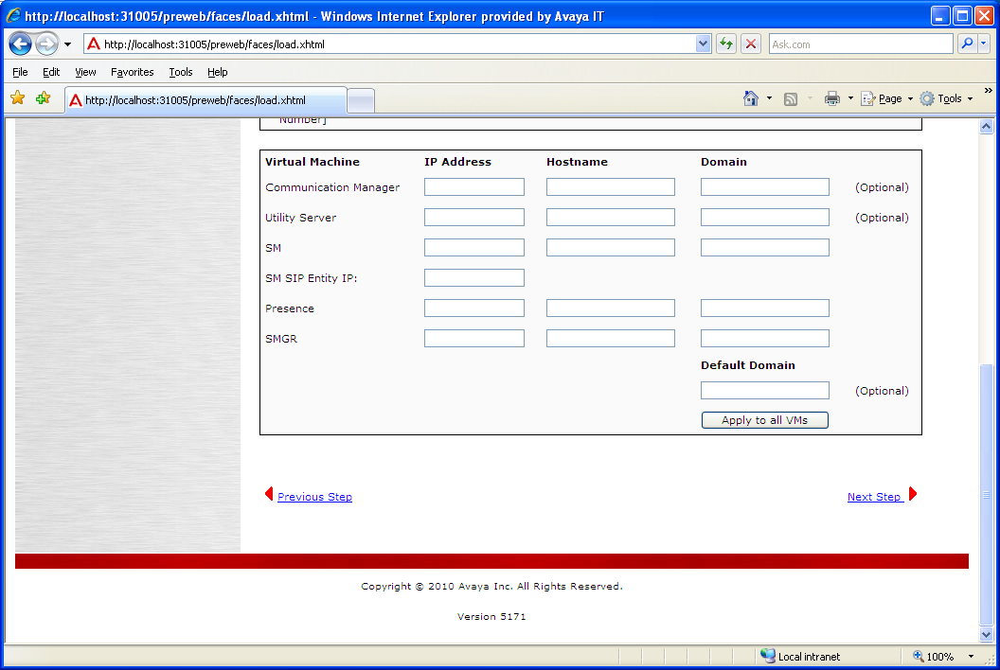 http://localhost:31005/preweb/faces/load.xhtml - Windows Internet Explorer provided by Avaya IT
http://localhost:31005/preweb/faces/load.xhtml
Ask.com
File Edit View Favorites Tools Help
http://localhost:31005/preweb/faces/load.xhtml
Page
Tools
»
Number]
Virtual Machine IP Address Hostname Domain
Communication Manager (Optional)
Utility Server (Optional)
SM
SM SIP Entity IP:
Presence
SMGR
Default Domain
(Optional)
Apply to all VMs
Previous Step Next Step
Copyright © 2010 Avaya Inc. All Rights Reserved.
Version 5171
Local intranet 100%